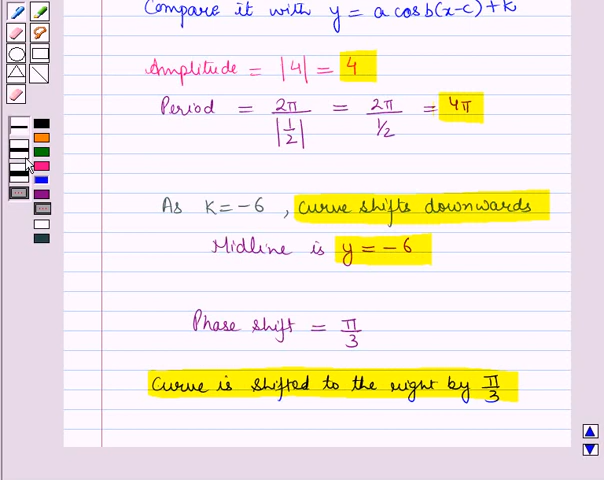 Compare it with y = a cos b(x-c) + k
Amplitude = |4| = 4
Period = 2π/|1/2| = 2π/1/2 = 4π
As K = -6, Curve shifts downwards
Midline is y = -6
Phase shift = π/3
Curve is shifted to the right by π/3